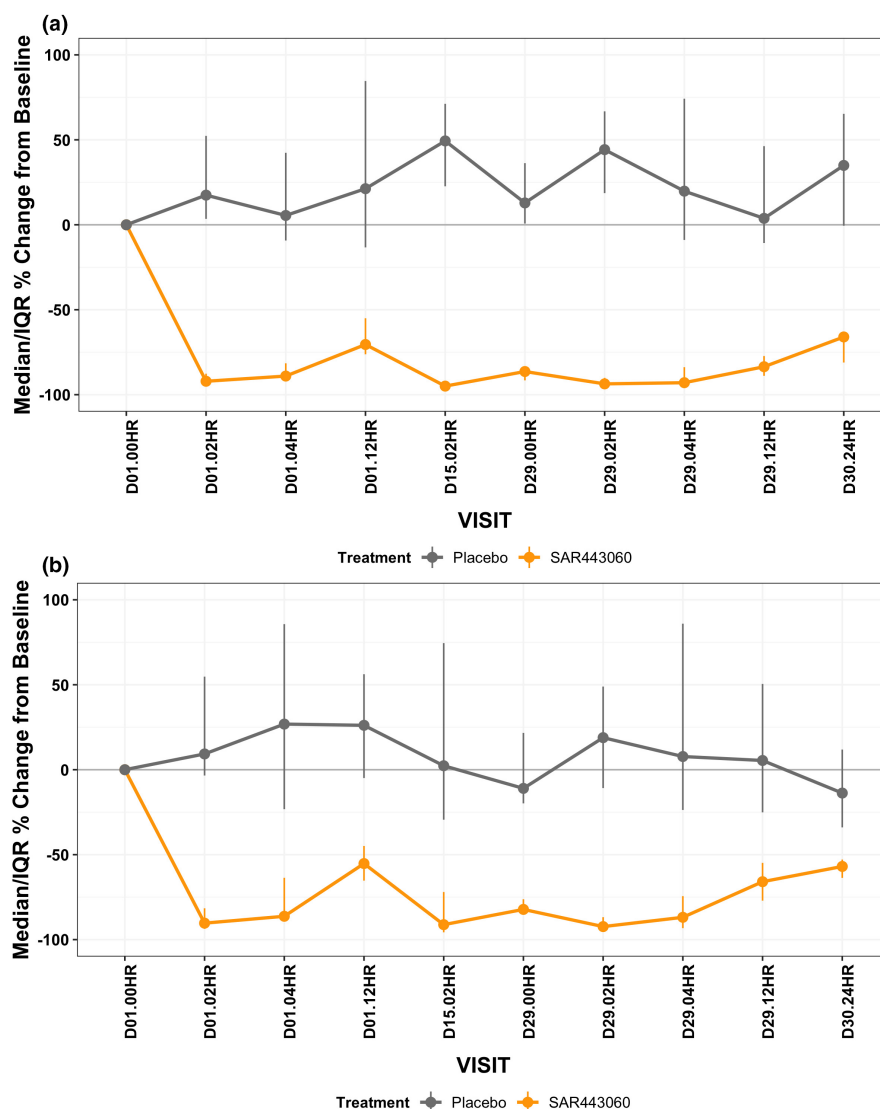 (a)
Median/IQR % Change from Baseline
100
50
0
-50
-100
D01.00HR
D01.02HR
D01.04HR
D01.12HR
D15.02HR
D29.00HR
D29.02HR
D29.04HR
D29.12HR
D30.24HR
VISIT
Treatment Placebo SAR443060
(b)
Median/IQR % Change from Baseline
100
50
0
-50
-100
D01.00HR
D01.02HR
D01.04HR
D01.12HR
D15.02HR
D29.00HR
D29.02HR
D29.04HR
D29.12HR
D30.24HR
VISIT
Treatment Placebo SAR443060